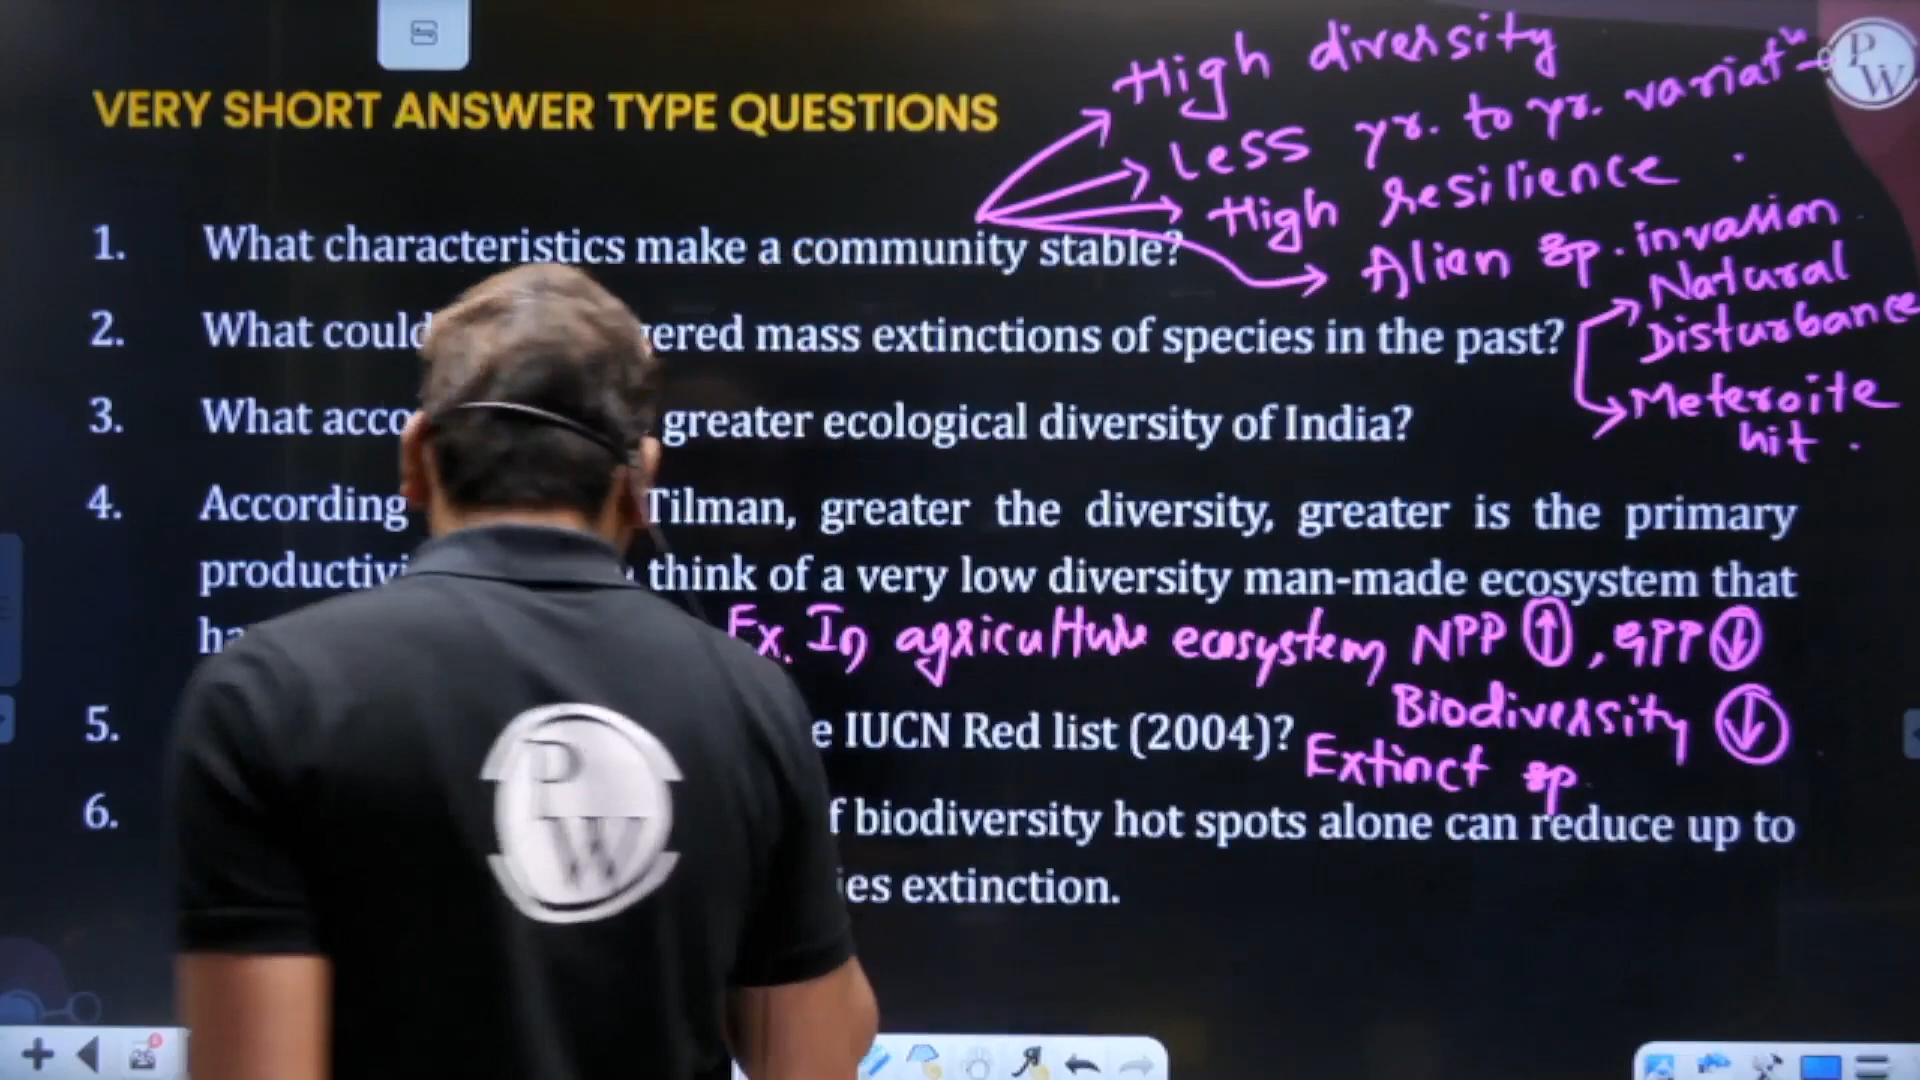 High diversity
VERY SHORT ANSWER TYPE QUESTIONS
Less yr. to yr. variatⁿ
High resilience.
1. What characteristics make a community stable?
Alien sp. invasion
2. What could gered mass extinctions of species in the past?
Natural
Disturbance
Meteroite
hit.
3. What acco greater ecological diversity of India?
4. According Tilman, greater the diversity, greater is the primary
productivi think of a very low diversity man-made ecosystem that
ha Ex. In agriculture ecosystem NPP ↑, GPP ↓
Biodiversity ↓
5. e IUCN Red list (2004)?
Extinct sp.
6. f biodiversity hot spots alone can reduce up to
ies extinction.
PW
PW